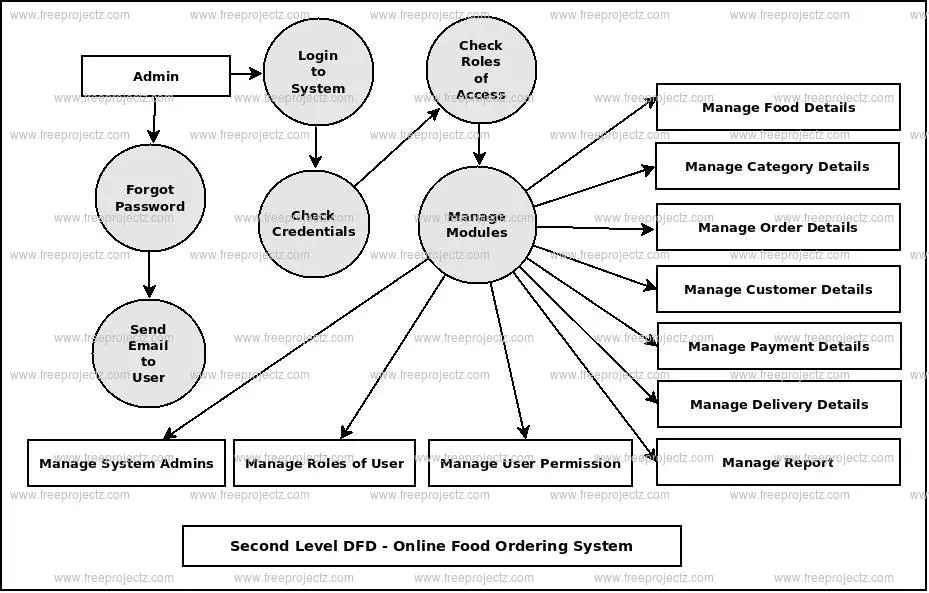 Admin
Login
to
System
Check
Roles
of
Access
Forgot
Password
Check
Credentials
Manage
Modules
Send
Email
to
User
Manage Food Details
Manage Category Details
Manage Order Details
Manage Customer Details
Manage Payment Details
Manage Delivery Details
Manage Report
Manage System Admins
Manage Roles of User
Manage User Permission
Second Level DFD - Online Food Ordering System
www.freeprojectz.com